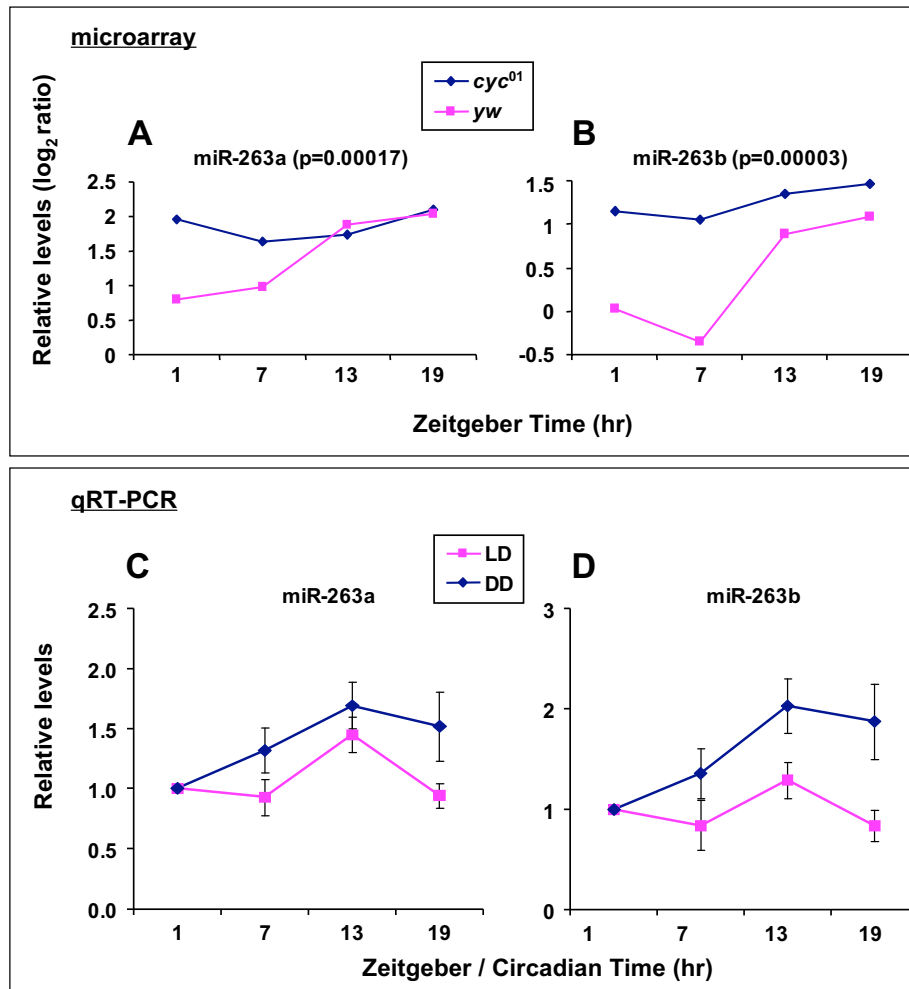 microarray
cyc⁰¹
yw
A
B
miR-263a (p=0.00017)
miR-263b (p=0.00003)
Relative levels (log₂ ratio)
2.5
2
1.5
1
0.5
0
1.5
1
0.5
0
-0.5
1 7 13 19
1 7 13 19
Zeitgeber Time (hr)
qRT-PCR
LD
DD
C
D
miR-263a
miR-263b
Relative levels
2.5
2.0
1.5
1.0
0.5
0.0
3
2
1
0
1 7 13 19
1 7 13 19
Zeitgeber / Circadian Time (hr)